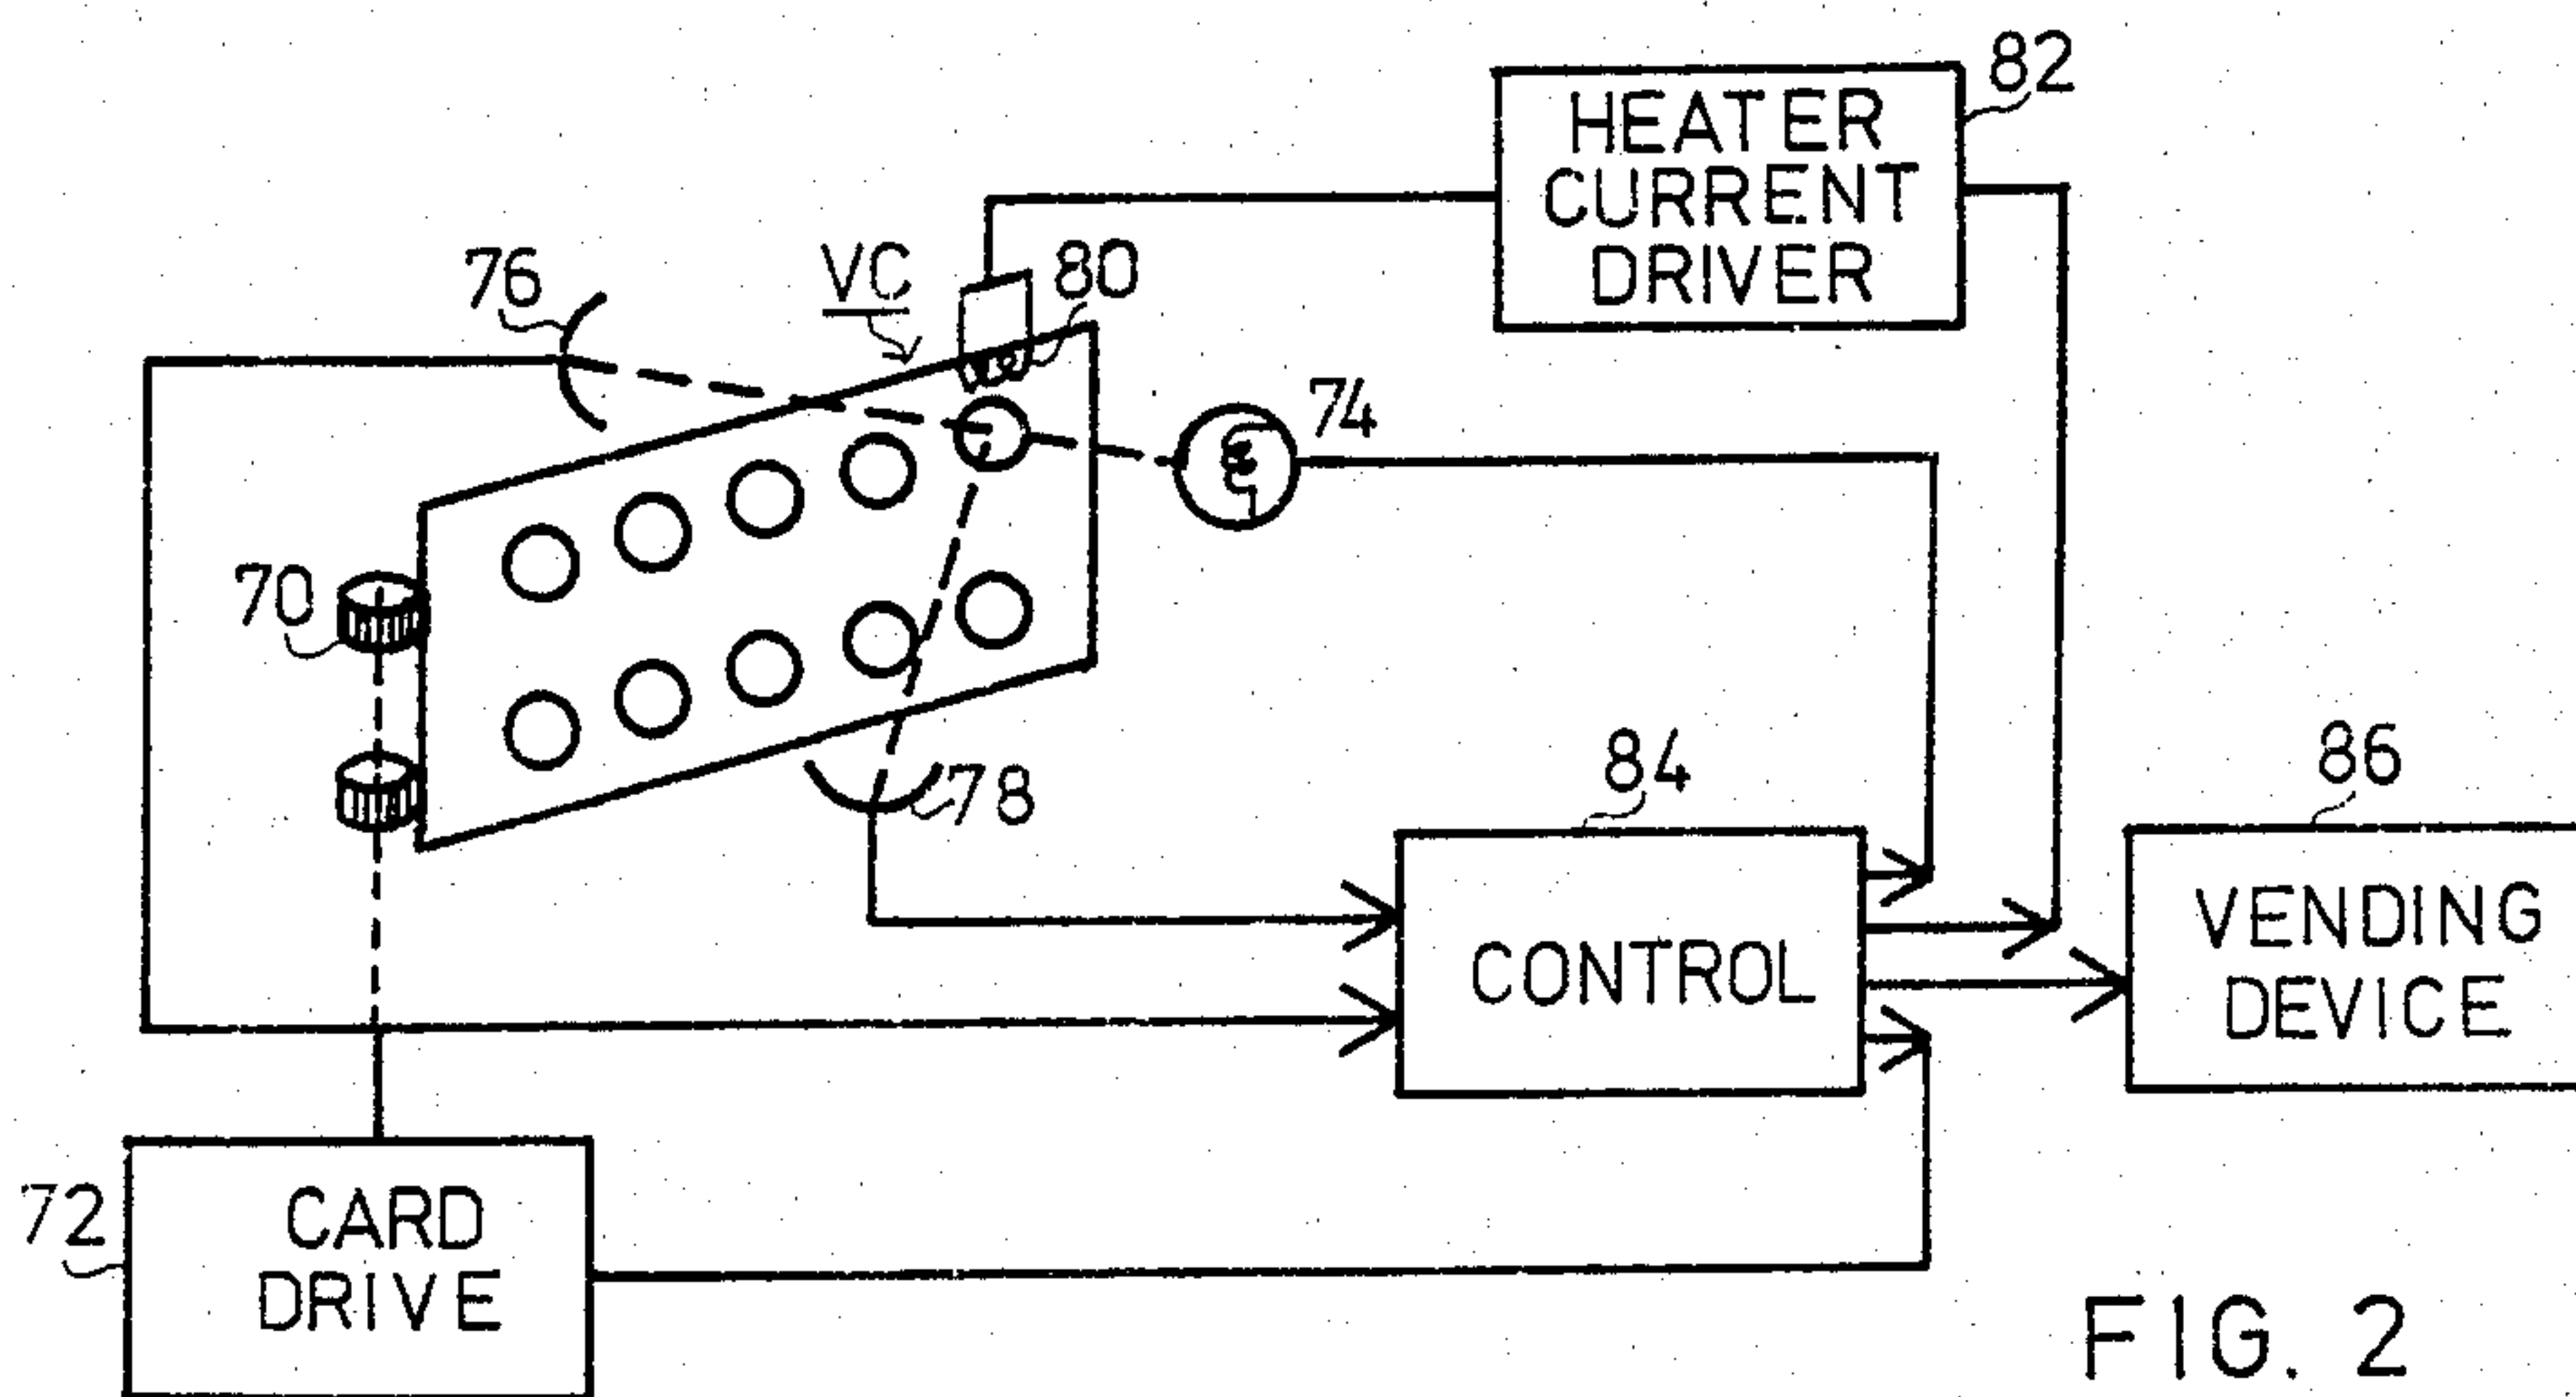 82
HEATER
CURRENT
DRIVER
76
VC
80
74
70
78
84
86
CONTROL
VENDING
DEVICE
72
CARD
DRIVE
FIG. 2